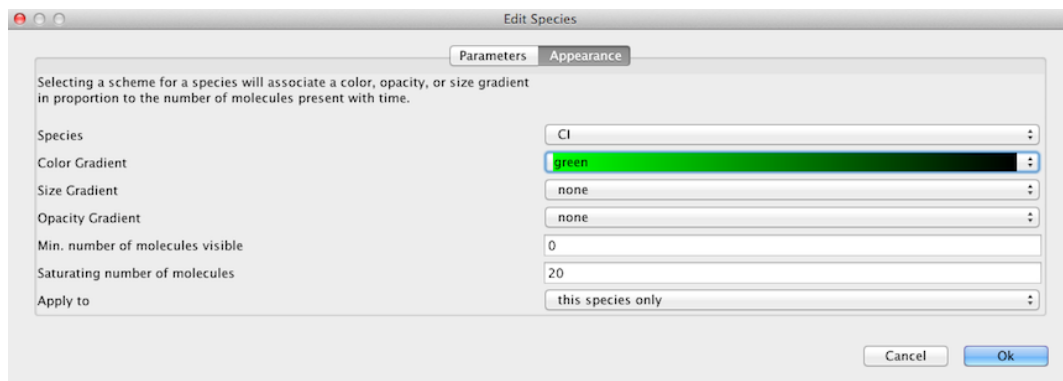 Edit Species
Parameters Appearance
Selecting a scheme for a species will associate a color, opacity, or size gradient
in proportion to the number of molecules present with time.
Species CI
Color Gradient green
Size Gradient none
Opacity Gradient none
Min. number of molecules visible 0
Saturating number of molecules 20
Apply to this species only
Cancel Ok